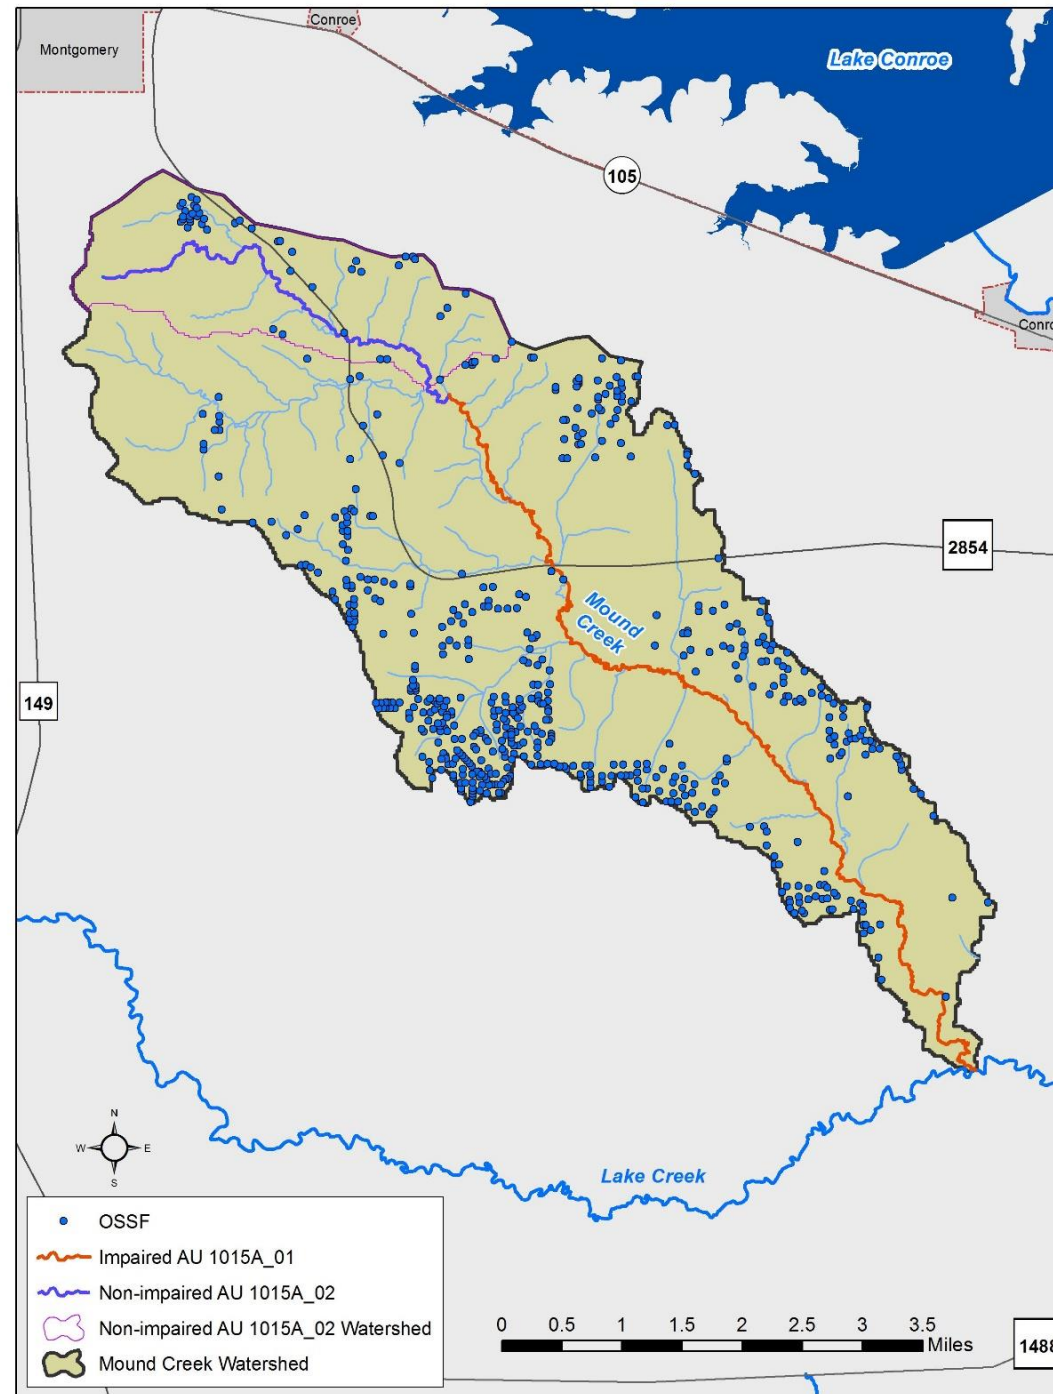 Conroe
Montgomery
Lake Conroe
105
Conro
2854
Mound
Creek
149
N
W
E
S
Lake Creek
OSSF
Impaired AU 1015A_01
Non-impaired AU 1015A_02
Non-impaired AU 1015A_02 Watershed
Mound Creek Watershed
0 0.5 1 1.5 2 2.5 3 3.5
Miles
1488